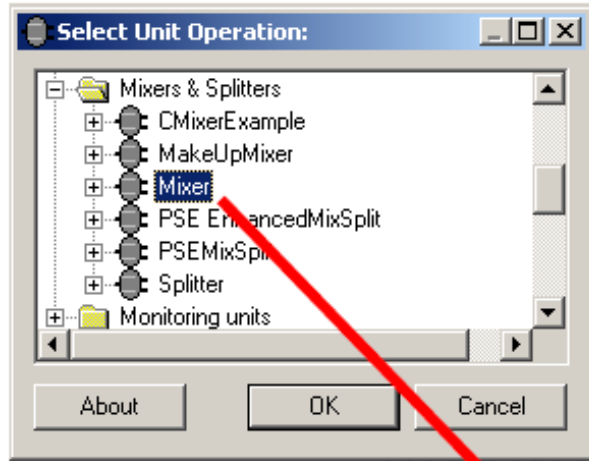 Select Unit Operation:
Mixers & Splitters
CMixerExample
MakeUpMixer
Mixer
PSE EnhancedMixSplit
PSEMixSplit
Splitter
Monitoring units
About
OK
Cancel